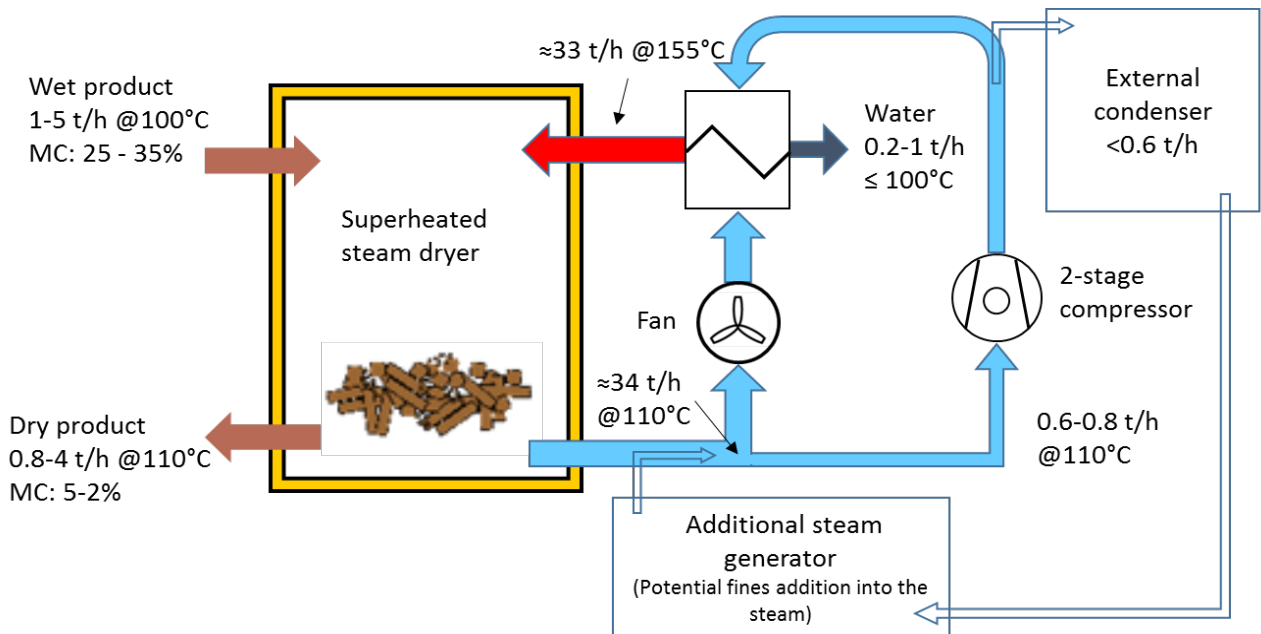 ≈33 t/h @155°C
Wet product
1-5 t/h @100°C
MC: 25 - 35%
Water
0.2-1 t/h
≤ 100°C
External
condenser
<0.6 t/h
Superheated
steam dryer
2-stage
compressor
Fan
≈34 t/h
@110°C
Dry product
0.8-4 t/h @110°C
MC: 5-2%
0.6-0.8 t/h
@110°C
Additional steam
generator
(Potential fines addition into the
steam)